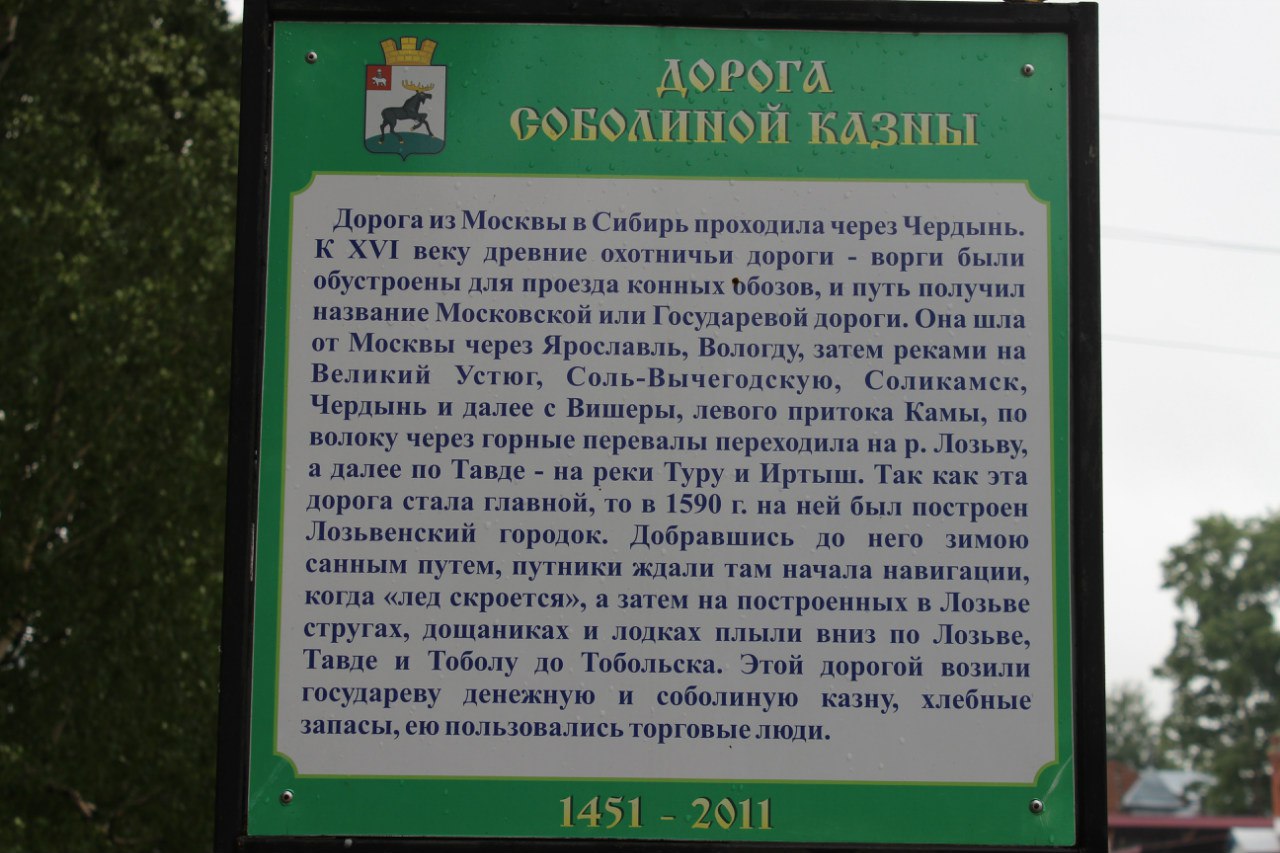 ДОРОГА
СОБОЛИНОЙ КАЗНЫ
Дорога из Москвы в Сибирь проходила через Чердынь.
К XVI веку древние охотничьи дороги - ворги были
обустроены для проезда конных обозов, и путь получил
название Московской или Государевой дороги. Она шла
от Москвы через Ярославль, Вологду, затем реками на
Великий Устюг, Соль-Вычегодскую, Соликамск,
Чердынь и далее с Вишеры, левого притока Камы, по
волоку через горные перевалы переходила на р. Лозьву,
а далее по Тавде - на реки Туру и Иртыш. Так как эта
дорога стала главной, то в 1590 г. на ней был построен
Лозьвенский городок. Добравшись до него зимою
санным путем, путники ждали там начала навигации,
когда «лед скроется», а затем на построенных в Лозьве
стругах, дощаниках и лодках плыли вниз по Лозьве,
Тавде и Тоболу до Тобольска. Этой дорогой возили
государеву денежную и соболиную казну, хлебные
запасы, ею пользовались торговые люди.
1451 - 2011